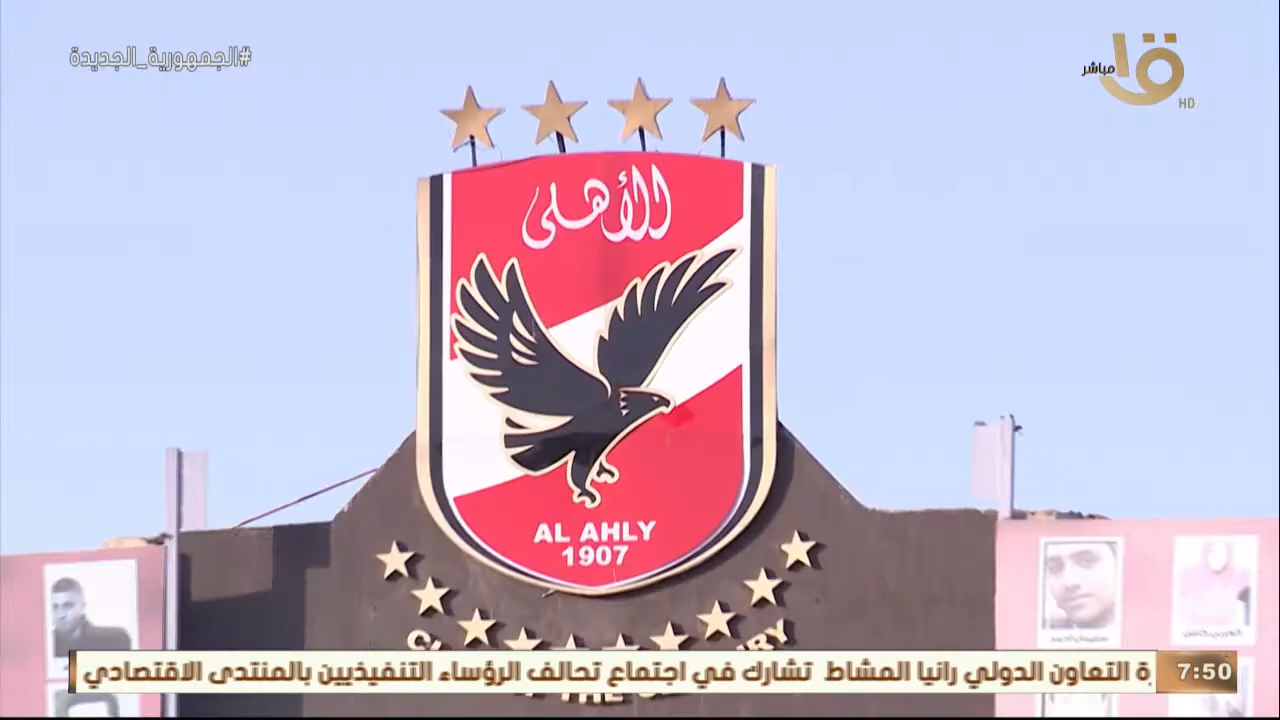 #الجمهورية_الجديدة
مباشر
HD
الأهلى
AL AHLY
1907
THE
ة التعاون الدولي رانيا المشاط تشارك في اجتماع تحالف الرؤساء التنفيذيين بالمنتدى الاقتصادي
7:50